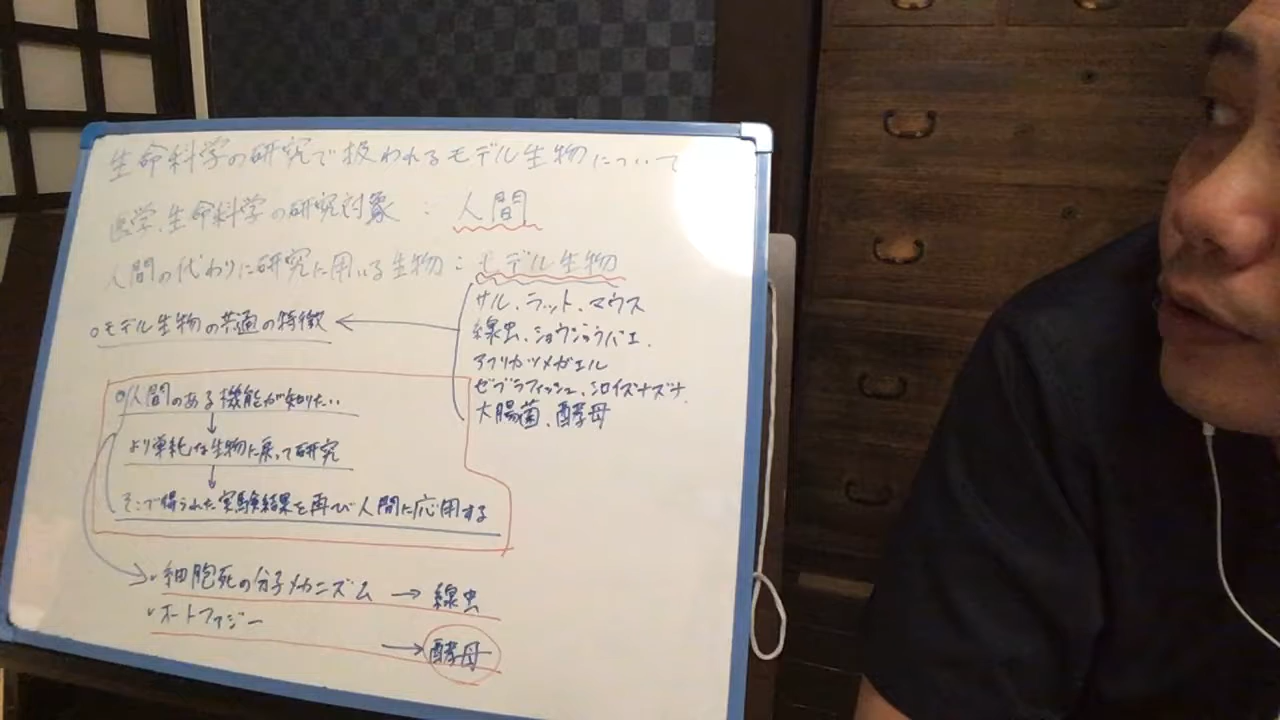 生命科学の研究で扱われるモデル生物について
医学、生命科学の研究対象 : 人間
人間の代わりに研究に用いる生物 : モデル生物
サル、ラット、マウス
線虫、ショウジョウバエ、
アフリカツメガエル
ゼブラフィッシュ、シロイズナズナ、
大腸菌、酵母
○モデル生物の共通の特徴 ←
○人間のある機能が知りたい..
↓
より単純な生物に戻って研究
↓
そこで得られた実験結果を再び人間に応用する
・細胞死の分子メカニズム → 線虫
・オートファジー
→ 酵母